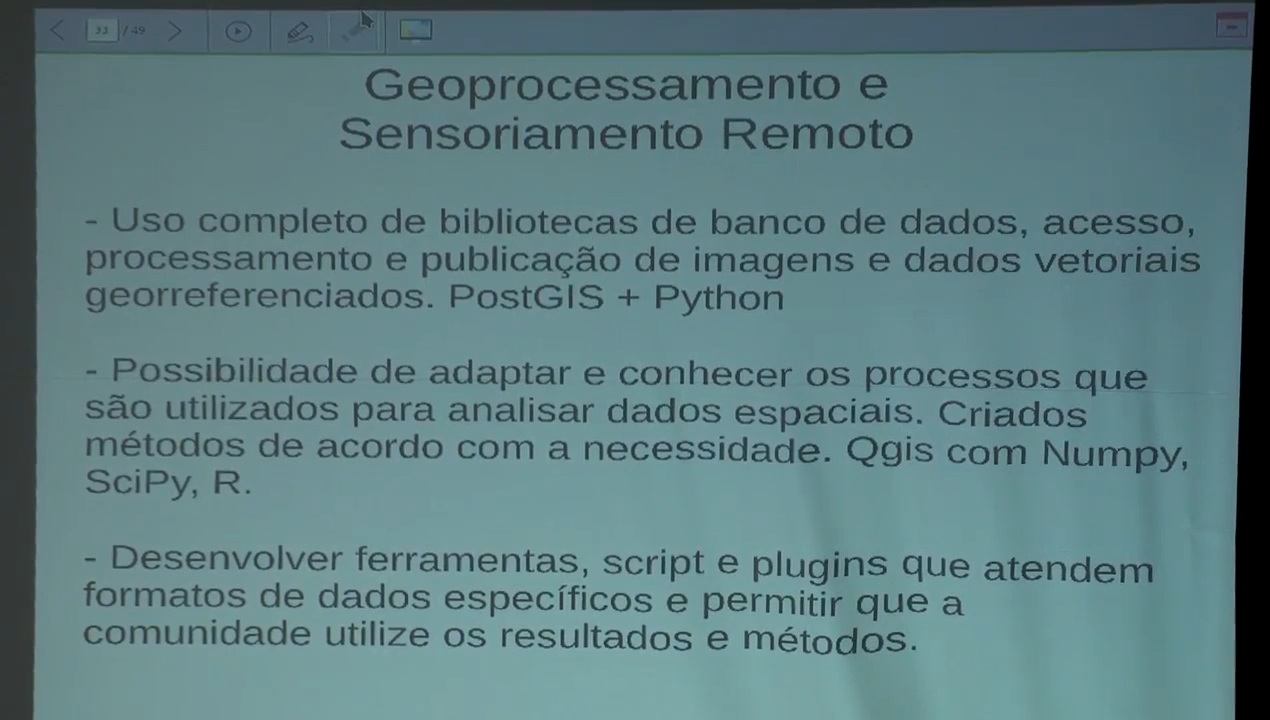 33 / 49
Geoprocessamento e
Sensoriamento Remoto
- Uso completo de bibliotecas de banco de dados, acesso,
processamento e publicação de imagens e dados vetoriais
georreferenciados. PostGIS + Python
- Possibilidade de adaptar e conhecer os processos que
são utilizados para analisar dados espaciais. Criados
métodos de acordo com a necessidade. Qgis com Numpy,
SciPy, R.
- Desenvolver ferramentas, script e plugins que atendem
formatos de dados específicos e permitir que a
comunidade utilize os resultados e métodos.